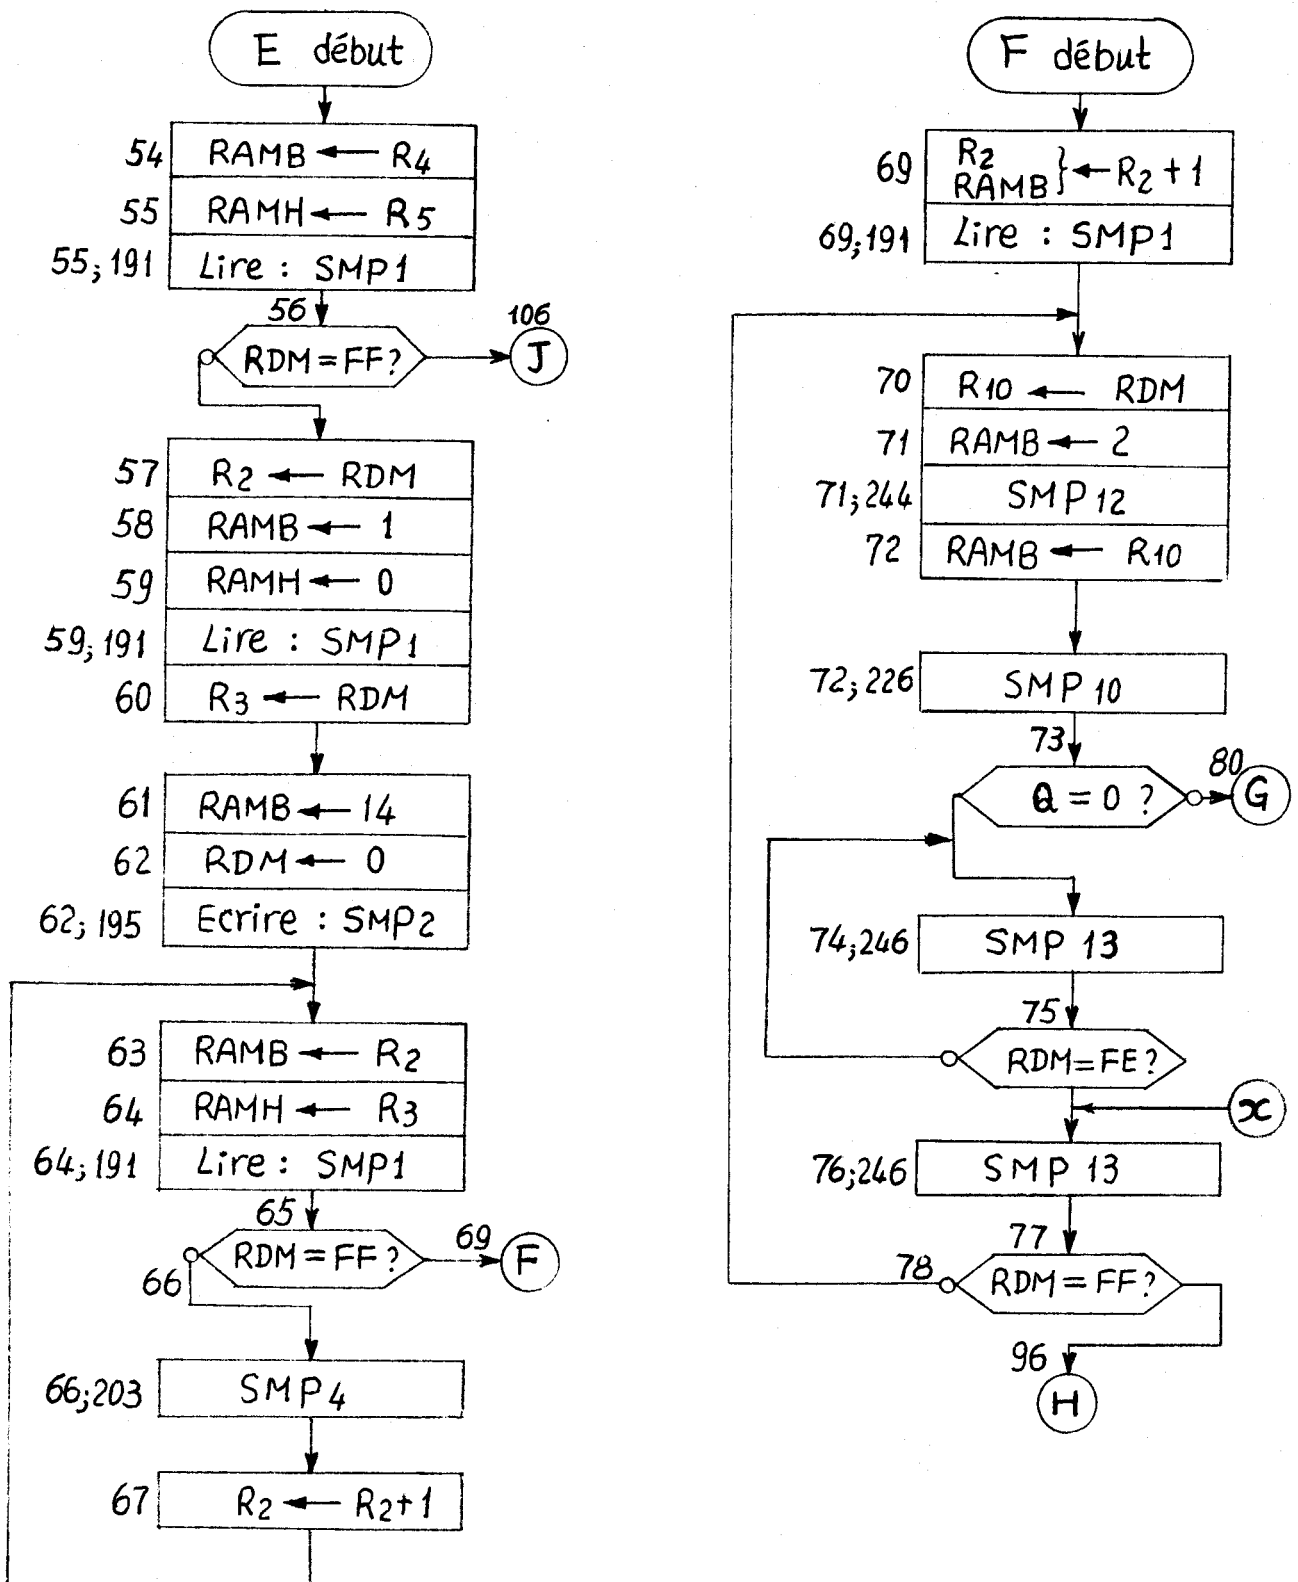 E début
54 RAMB ← R4
55 RAMH ← R5
55;191 Lire : SMP1
56
RDM = FF ?
106
J
57 R2 ← RDM
58 RAMB ← 1
59 RAMH ← 0
59;191 Lire : SMP1
60 R3 ← RDM
61 RAMB ← 14
62 RDM ← 0
62;195 Ecrire : SMP2
63 RAMB ← R2
64 RAMH ← R3
64;191 Lire : SMP1
65
RDM = FF ?
69
F
66
66;203 SMP4
67 R2 ← R2+1
F début
69 R2
RAMB } ← R2+1
69,191 Lire : SMP1
70 R10 ← RDM
71 RAMB ← 2
71;244 SMP12
72 RAMB ← R10
72;226 SMP 10
73
Q = 0 ?
80
G
74;246 SMP 13
75
RDM = FE ?
x
76;246 SMP 13
77
78
RDM = FF ?
96
H